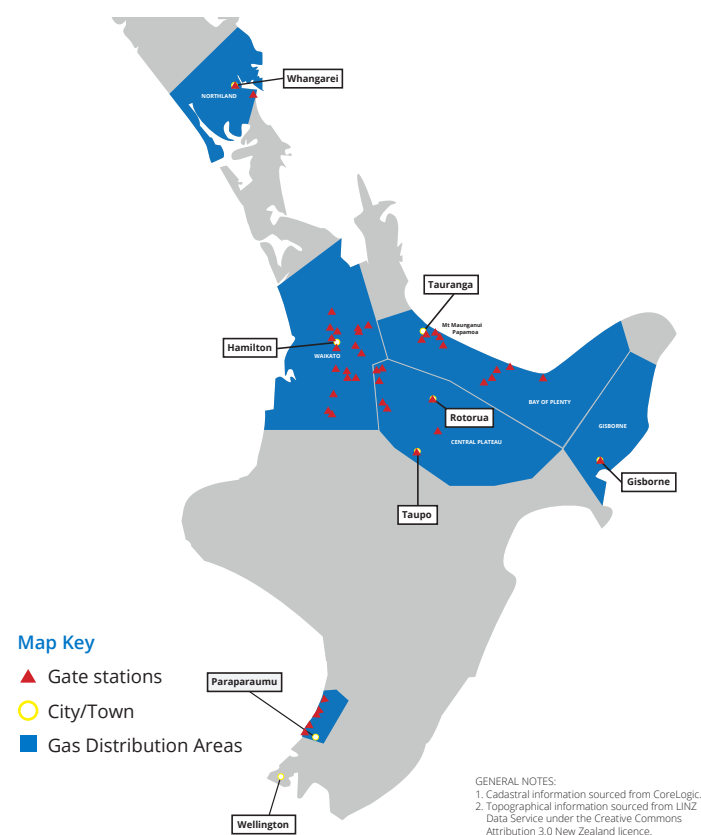 Whangarei
NORTHLAND
Tauranga
Mt Maunganui
Papamoa
Hamilton
WAIKATO
BAY OF PLENTY
Rotorua
GISBORNE
CENTRAL PLATEAU
Gisborne
Taupo
Map Key
Gate stations
City/Town
Gas Distribution Areas
Paraparaumu
Wellington
GENERAL NOTES:
1. Cadastral information sourced from CoreLogic.
2. Topographical information sourced from LINZ
Data Service under the Creative Commons
Attribution 3.0 New Zealand licence.